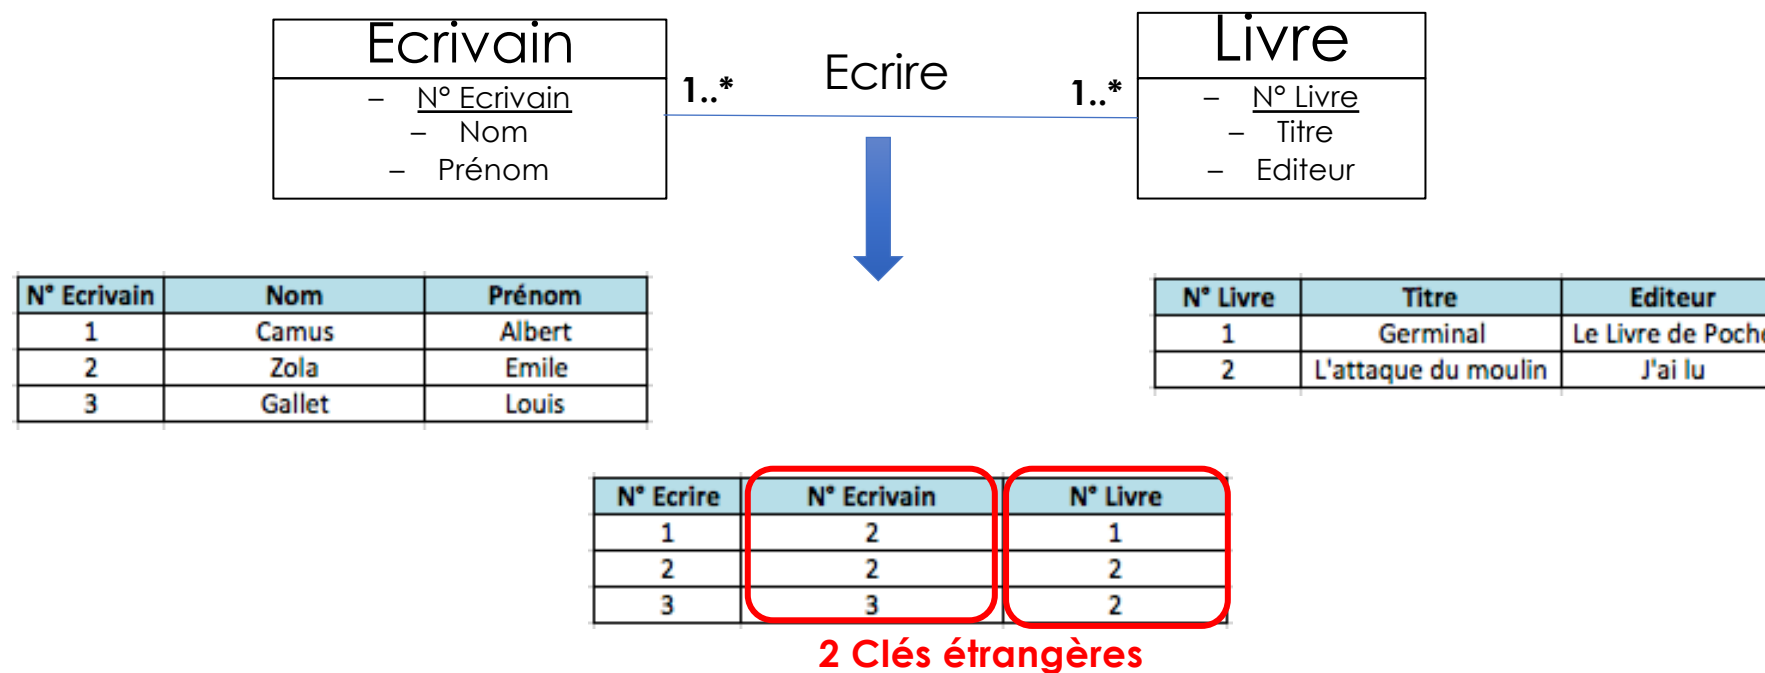 Ecrivain
– N° Ecrivain
– Nom
– Prénom
1..*
Ecrire
1..*
Livre
– N° Livre
– Titre
– Editeur
N° Ecrivain Nom Prénom
1 Camus Albert
2 Zola Emile
3 Gallet Louis
N° Livre Titre Editeur
1 Germinal Le Livre de Poche
2 L'attaque du moulin J'ai lu
N° Ecrire N° Ecrivain N° Livre
1 2 1
2 2 2
3 3 2
2 Clés étrangères